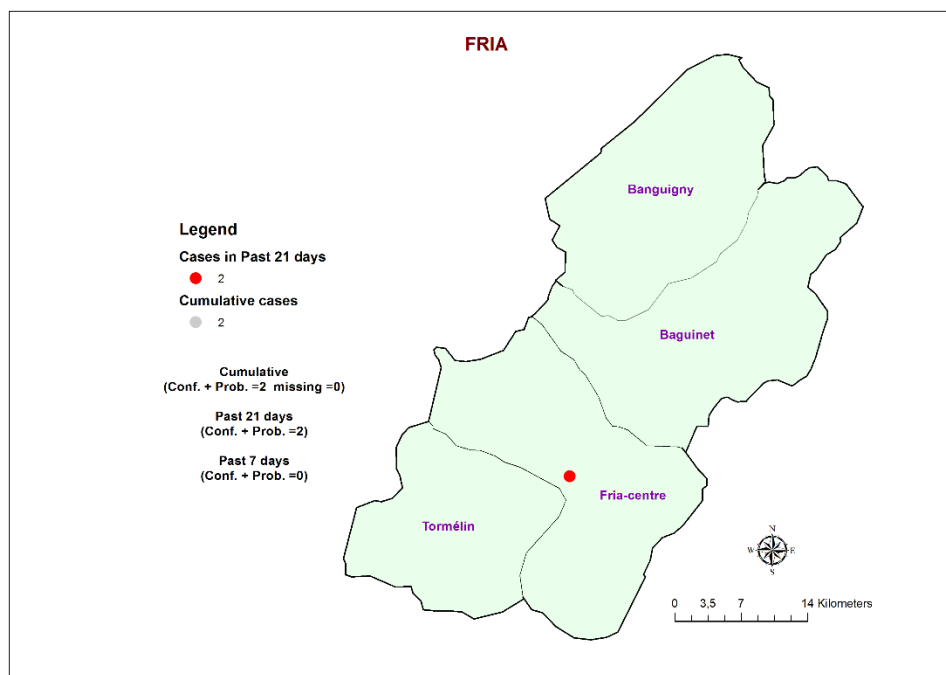 FRIA
Banguigny
Legend
Cases in Past 21 days
2
Cumulative cases
2
Baguinet
Cumulative
(Conf. + Prob. =2 missing =0)
Past 21 days
(Conf. + Prob. =2)
Past 7 days
(Conf. + Prob. =0)
Fria-centre
Tormélin
N
W E
S
0 3,5 7 14 Kilometers